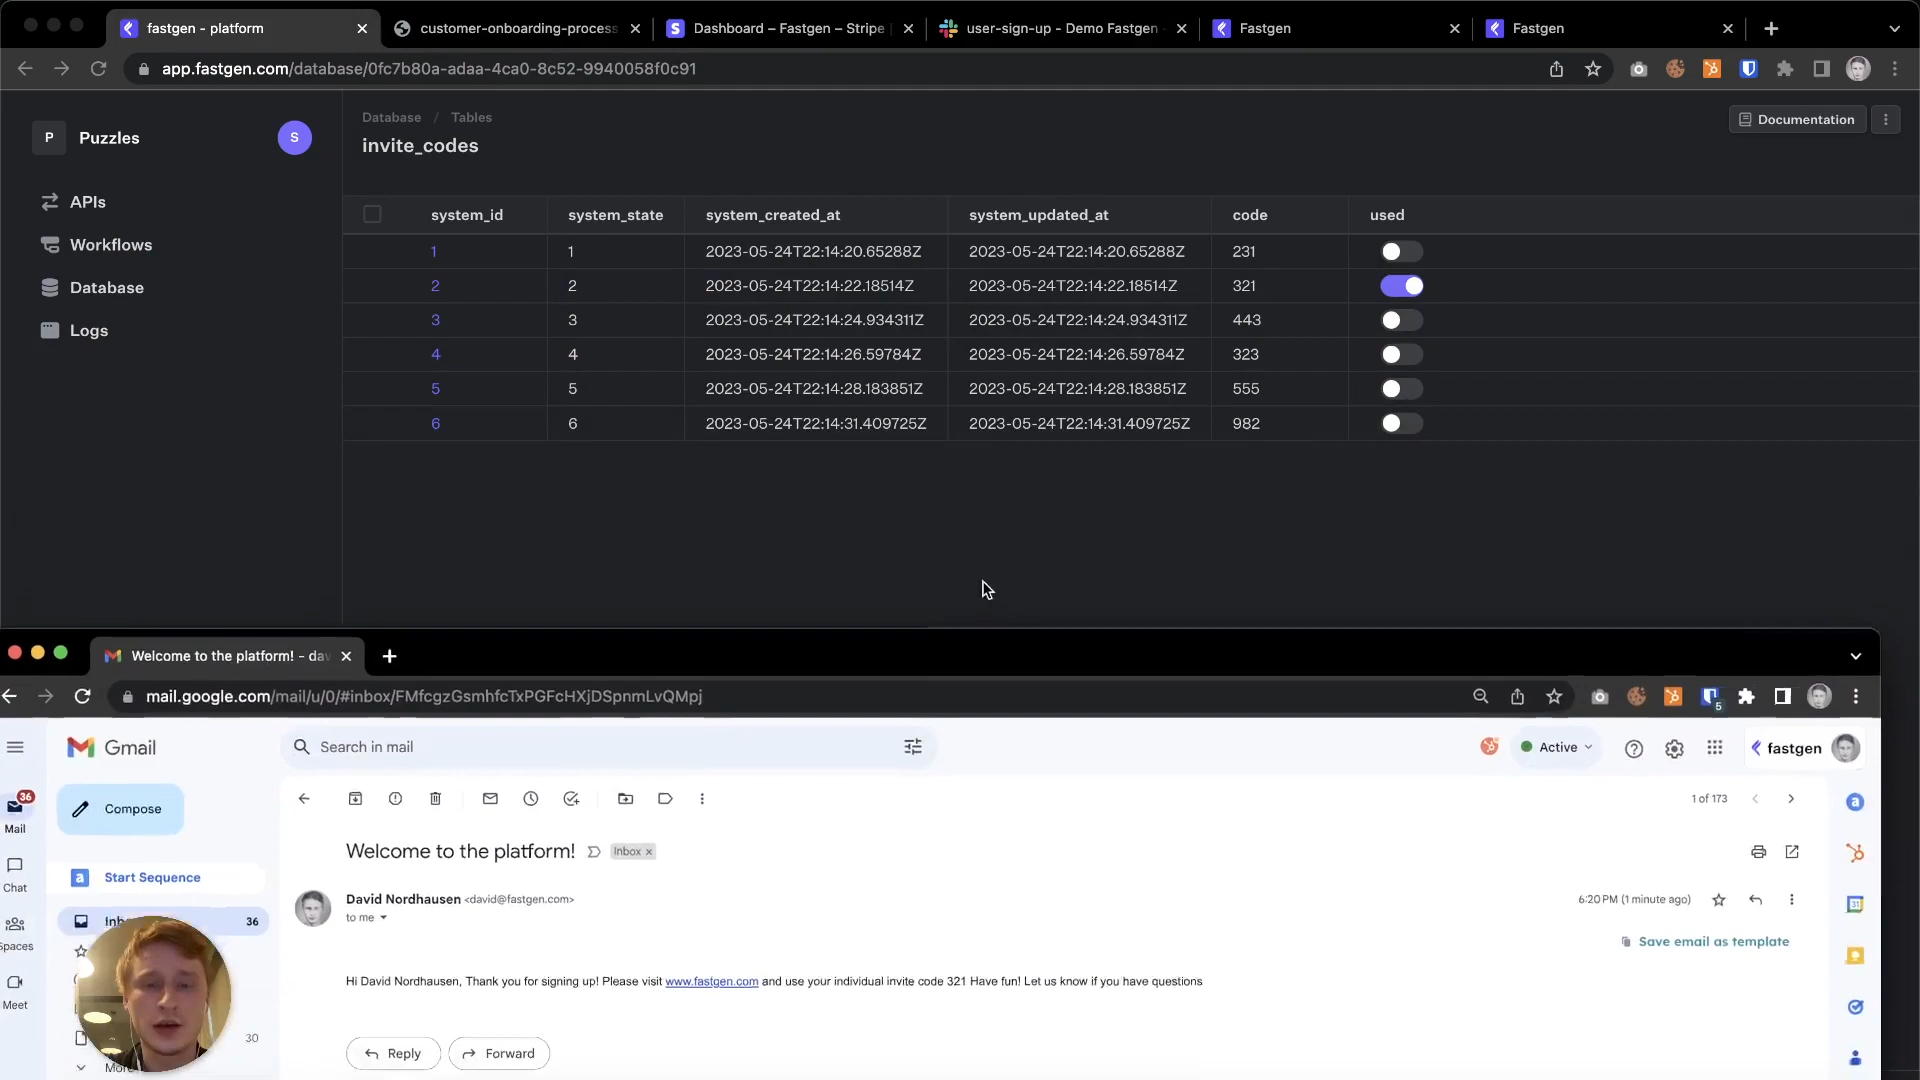 fastgen - platform
customer-onboarding-process
Dashboard – Fastgen – Stripe
user-sign-up - Demo Fastgen
Fastgen
Fastgen
app.fastgen.com/database/0fc7b80a-adaa-4ca0-8c52-9940058f0c91
P
Puzzles
S
APIs
Workflows
Database
Logs
Database / Tables
invite_codes
Documentation
system_id system_state system_created_at system_updated_at code used
1 1 2023-05-24T22:14:20.65288Z 2023-05-24T22:14:20.65288Z 231
2 2 2023-05-24T22:14:22.18514Z 2023-05-24T22:14:22.18514Z 321
3 3 2023-05-24T22:14:24.934311Z 2023-05-24T22:14:24.934311Z 443
4 4 2023-05-24T22:14:26.59784Z 2023-05-24T22:14:26.59784Z 323
5 5 2023-05-24T22:14:28.183851Z 2023-05-24T22:14:28.183851Z 555
6 6 2023-05-24T22:14:31.409725Z 2023-05-24T22:14:31.409725Z 982
Welcome to the platform! - dav
mail.google.com/mail/u/0/#inbox/FMfcgzGsmhfcTxPGFcHXjDSpnmLvQMpj
5
Gmail
Search in mail
Active
fastgen
36
Mail
Chat
Spaces
Meet
Compose
Start Sequence
36
30
More
1 of 173
Welcome to the platform!
Inbox x
David Nordhausen <david@fastgen.com>
to me
6:20 PM (1 minute ago)
Save email as template
Hi David Nordhausen, Thank you for signing up! Please visit www.fastgen.com and use your individual invite code 321 Have fun! Let us know if you have questions
Reply
Forward
a
31